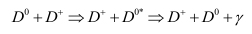 D⁰ + D⁺ ⇒ D⁺ + D⁰* ⇒ D⁺ + D⁰ + γ